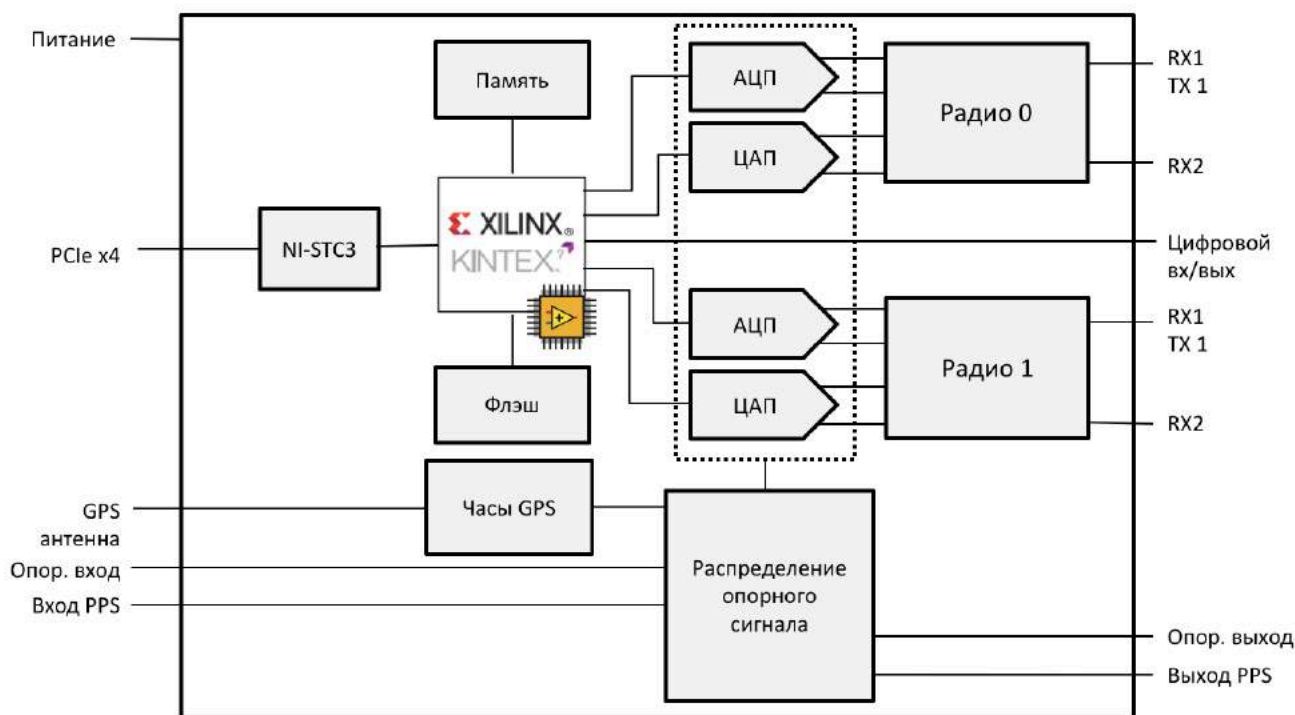 Питание
Память
АЦП
ЦАП
Радио 0
RX1
TX 1
RX2
PCIe x4
NI-STC3
XILINX®
KINTEX.7
Цифровой
вх/вых
АЦП
ЦАП
Радио 1
RX1
TX 1
RX2
Флэш
GPS
антенна
Часы GPS
Опор. вход
Вход PPS
Распределение
опорного
сигнала
Опор. выход
Выход PPS